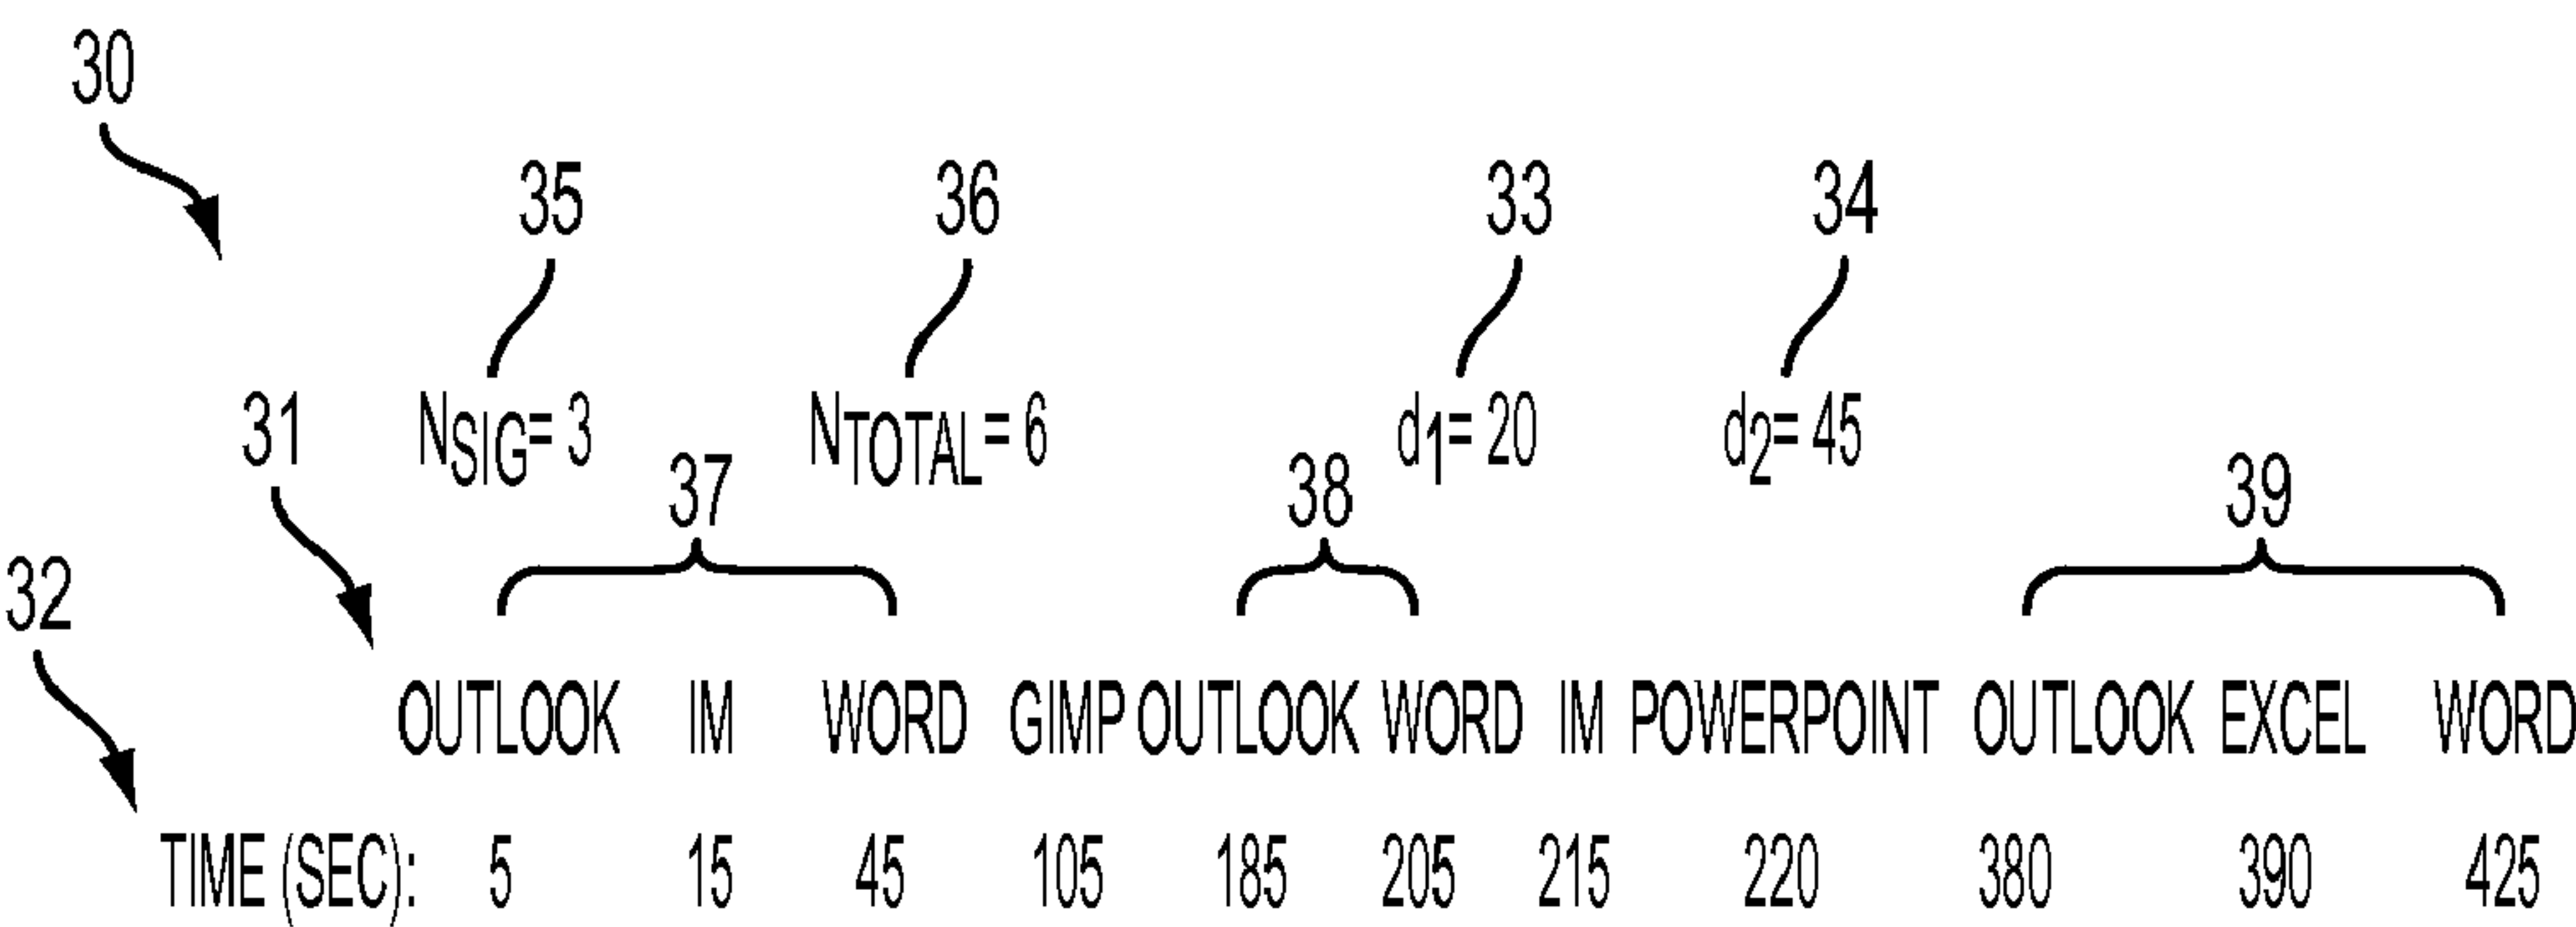 30
35 36 33 34
31 NSIG= 3 NTOTAL= 6 d1= 20 d2= 45
37 38 39
32
OUTLOOK IM WORD GIMP OUTLOOK WORD IM POWERPOINT OUTLOOK EXCEL WORD
TIME (SEC): 5 15 45 105 185 205 215 220 380 390 425